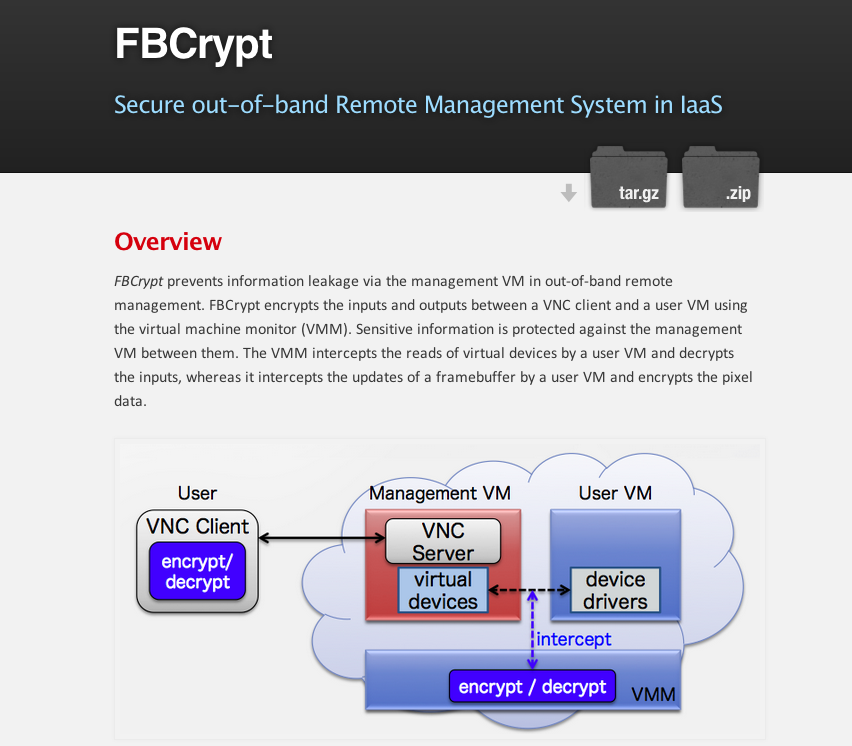 FBCrypt
Secure out-of-band Remote Management System in IaaS
tar.gz
.zip
Overview
FBCrypt prevents information leakage via the management VM in out-of-band remote
management. FBCrypt encrypts the inputs and outputs between a VNC client and a user VM using
the virtual machine monitor (VMM). Sensitive information is protected against the management
VM between them. The VMM intercepts the reads of virtual devices by a user VM and decrypts
the inputs, whereas it intercepts the updates of a framebuffer by a user VM and encrypts the pixel
data.
User
Management VM
User VM
VNC Client
encrypt/
decrypt
VNC
Server
virtual
devices
device
drivers
intercept
encrypt / decrypt
VMM